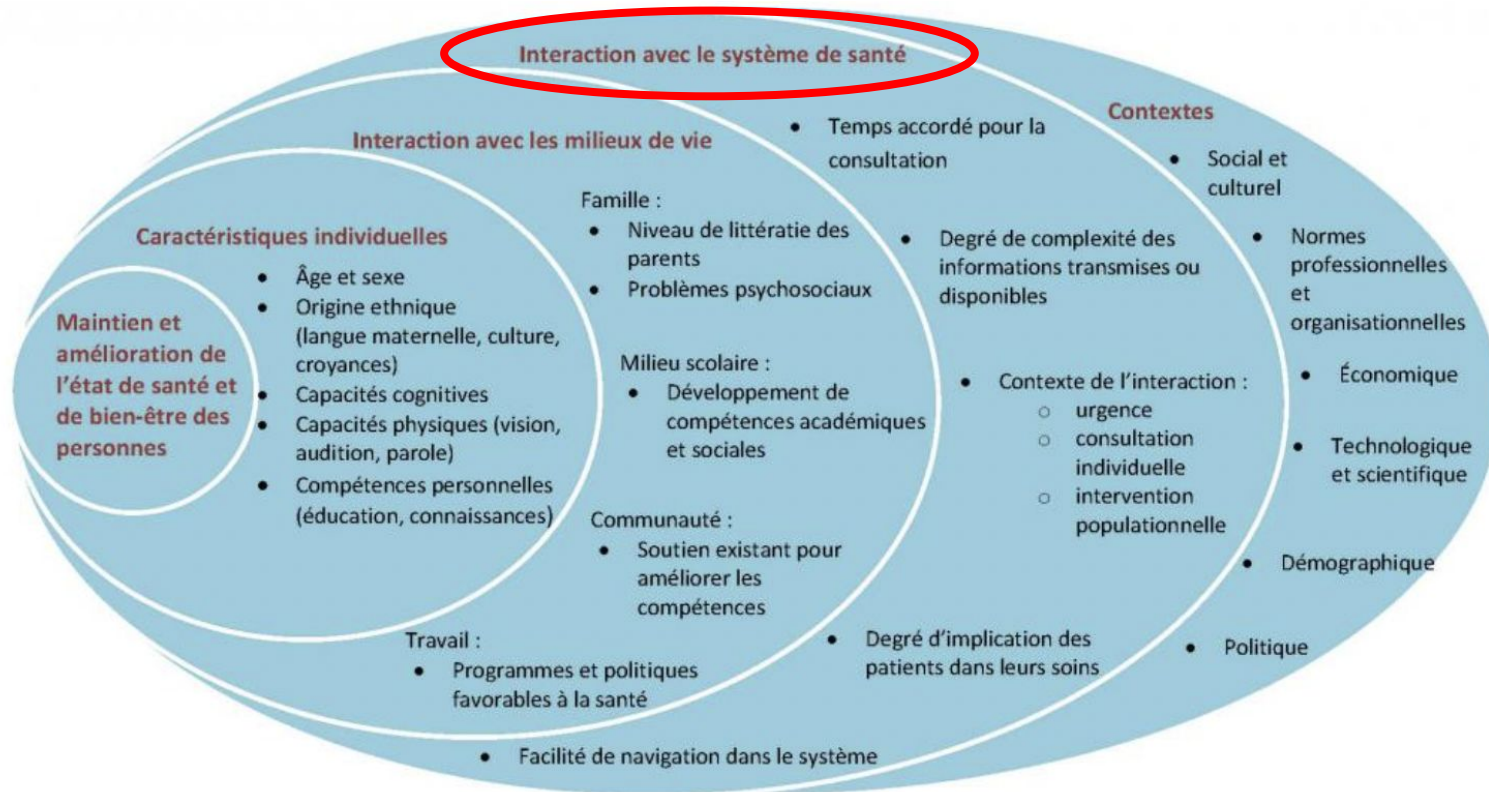 Interaction avec le système de santé
Interaction avec les milieux de vie
Contextes
Caractéristiques individuelles
Maintien et
amélioration de
l'état de santé et
de bien-être des
personnes
• Âge et sexe
• Origine ethnique
(langue maternelle, culture,
croyances)
• Capacités cognitives
• Capacités physiques (vision,
audition, parole)
• Compétences personnelles
(éducation, connaissances)
Famille :
• Niveau de littératie des
parents
• Problèmes psychosociaux
Milieu scolaire :
• Développement de
compétences académiques
et sociales
Communauté :
• Soutien existant pour
améliorer les
compétences
Travail :
• Programmes et politiques
favorables à la santé
• Temps accordé pour la
consultation
• Degré de complexité des
informations transmises ou
disponibles
• Contexte de l'interaction :
o urgence
o consultation
individuelle
o intervention
populationnelle
• Degré d'implication des
patients dans leurs soins
• Facilité de navigation dans le système
• Social et
culturel
• Normes
professionnelles
et
organisationnelles
• Économique
• Technologique
et scientifique
• Démographique
• Politique